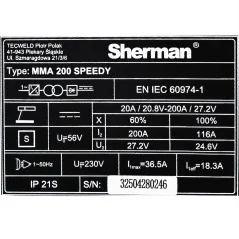 TECWELD Piotr Polak
41-943 Piekary Śląskie
Ul. Szmaragdowa 21/3/6
Sherman®
Type: MMA 200 SPEEDY
EN IEC 60974-1
20A / 20.8V-200A / 27.2V
X 60% 100%
S U₀=56V I₂ 200A 116A
U₂ 27.2V 24.6V
1~50Hz U₁=230V I₁max=36.5A I₁eff=18.3A
IP 21S S/N: 32504280246